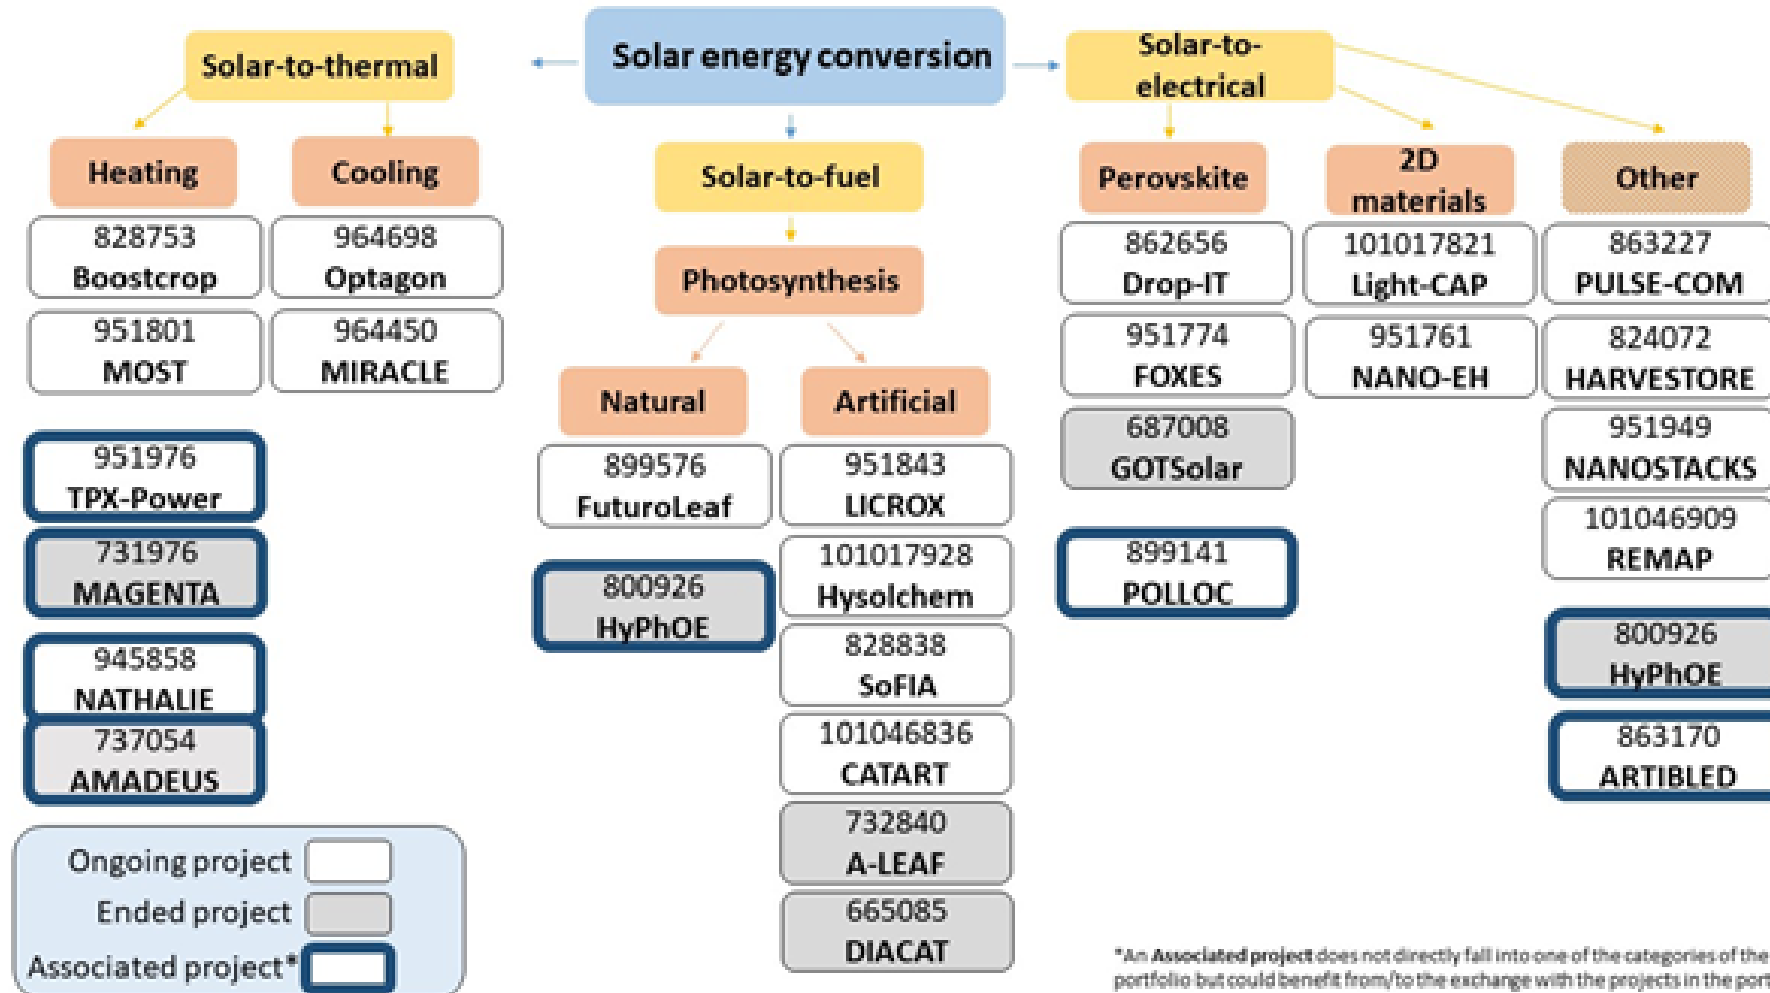 Solar energy conversion
Solar-to-thermal
Heating
828753
Boostcrop
951801
MOST
951976
TPX-Power
731976
MAGENTA
945858
NATHALIE
737054
AMADEUS
Cooling
964698
Optagon
964450
MIRACLE
Solar-to-fuel
Photosynthesis
Natural
899576
FuturoLeaf
800926
HyPhOE
Artificial
951843
LICROX
101017928
Hysolchem
828838
SoFIA
101046836
CATART
732840
A-LEAF
665085
DIACAT
Solar-to-
electrical
Perovskite
862656
Drop-IT
951774
FOXES
687008
GOTSolar
899141
POLLOC
2D
materials
101017821
Light-CAP
951761
NANO-EH
Other
863227
PULSE-COM
824072
HARVESTORE
951949
NANOSTACKS
101046909
REMAP
800926
HyPhOE
863170
ARTIBLED
Ongoing project
Ended project
Associated project*
*An Associated project does not directly fall into one of the categories of the
portfolio but could benefit from/to the exchange with the projects in the port